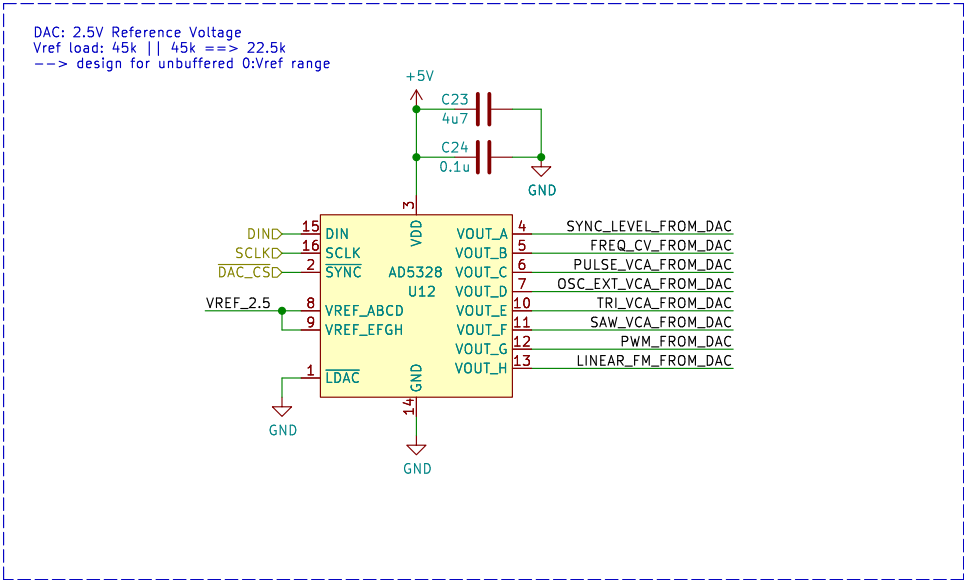 DAC: 2.5V Reference Voltage
Vref load: 45k || 45k ==> 22.5k
--> design for unbuffered 0:Vref range
+5V
C23
4u7
C24
0.1u
GND
3
VDD
DIN
15
DIN
SCLK
16
SCLK
DAC_CS
2
SYNC
VREF_2.5
8
VREF_ABCD
9
VREF_EFGH
1
LDAC
GND
AD5328
U12
VOUT_A
4
SYNC_LEVEL_FROM_DAC
VOUT_B
5
FREQ_CV_FROM_DAC
VOUT_C
6
PULSE_VCA_FROM_DAC
VOUT_D
7
OSC_EXT_VCA_FROM_DAC
VOUT_E
10
TRI_VCA_FROM_DAC
VOUT_F
11
SAW_VCA_FROM_DAC
VOUT_G
12
PWM_FROM_DAC
VOUT_H
13
LINEAR_FM_FROM_DAC
GND
14
GND